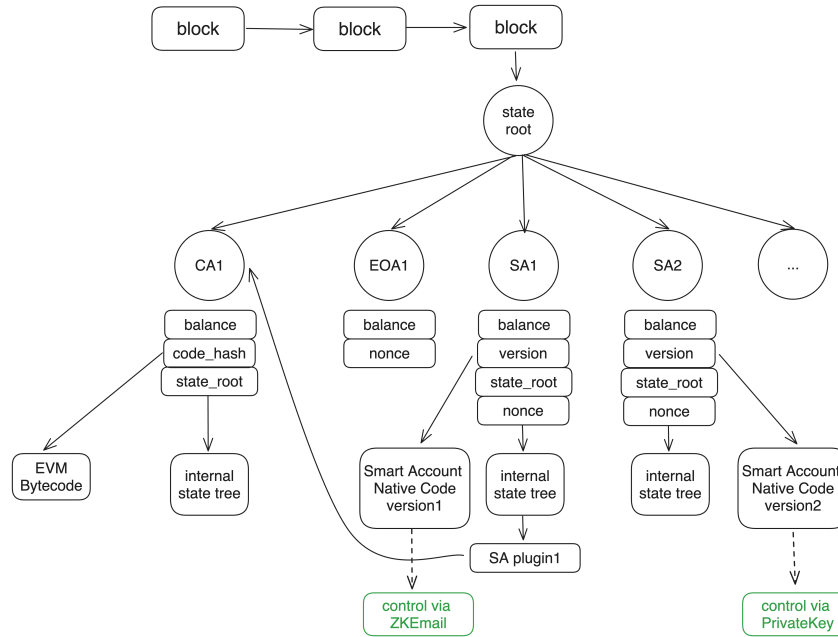 block
block
block
state
root
CA1
EOA1
SA1
SA2
...
balance
code_hash
state_root
balance
nonce
balance
version
state_root
nonce
balance
version
state_root
nonce
EVM
Bytecode
internal
state tree
Smart Account
Native Code
version1
internal
state tree
internal
state tree
Smart Account
Native Code
version2
SA plugin1
control via
ZKEmail
control via
PrivateKey